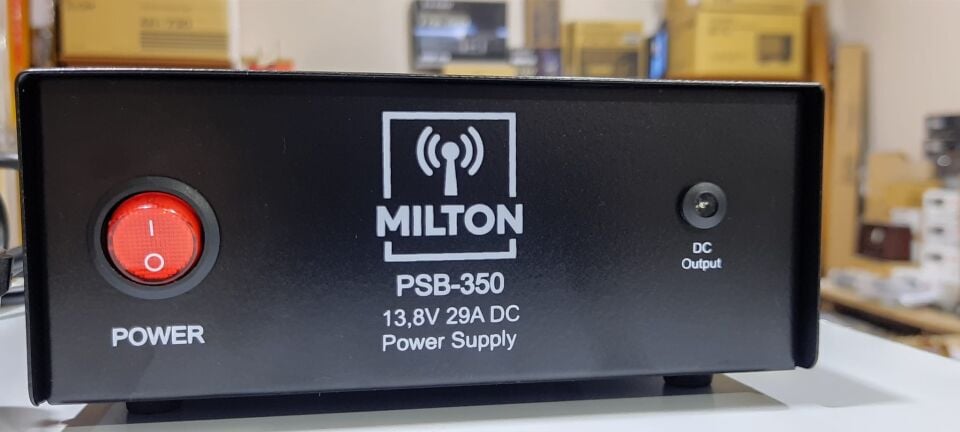 MILTON
PSB-350
13,8V 29A DC
Power Supply
I
O
POWER
DC
Output